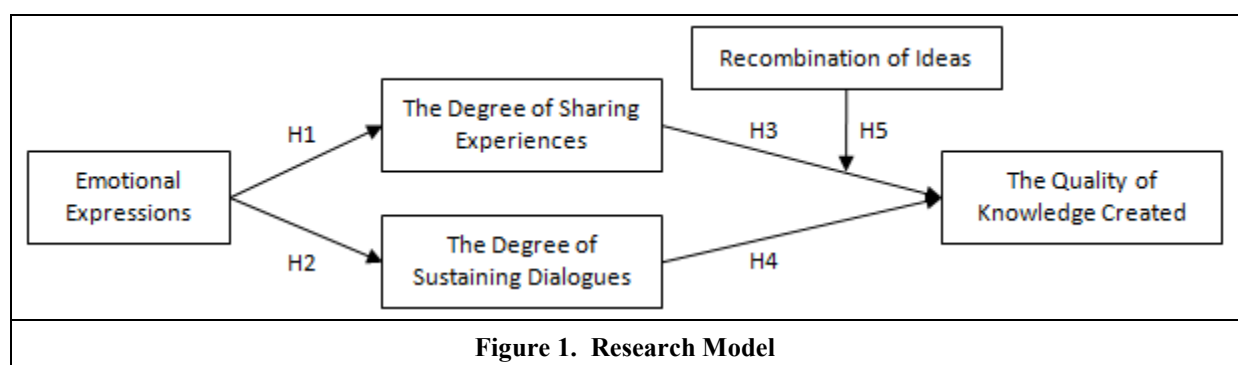 Recombination of Ideas
The Degree of Sharing
Experiences
H1
H3
H5
Emotional
Expressions
The Quality of
Knowledge Created
H2
The Degree of
Sustaining Dialogues
H4
Figure 1. Research Model